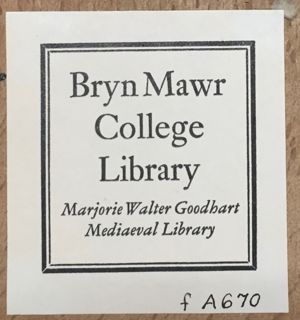 Bryn Mawr
College
Library
Marjorie Walter Goodhart
Mediaeval Library
f A670